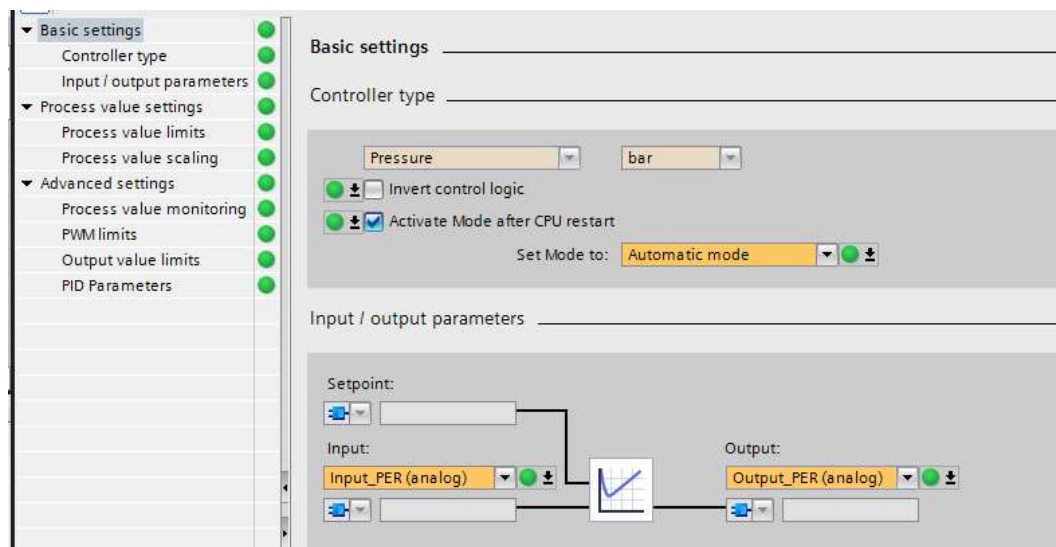 Basic settings
Controller type
Input / output parameters
Process value settings
Process value limits
Process value scaling
Advanced settings
Process value monitoring
PWM limits
Output value limits
PID Parameters
Basic settings
Controller type
Pressure bar
Invert control logic
Activate Mode after CPU restart
Set Mode to: Automatic mode
Input / output parameters
Setpoint:
Input: Output:
Input_PER (analog) Output_PER (analog)